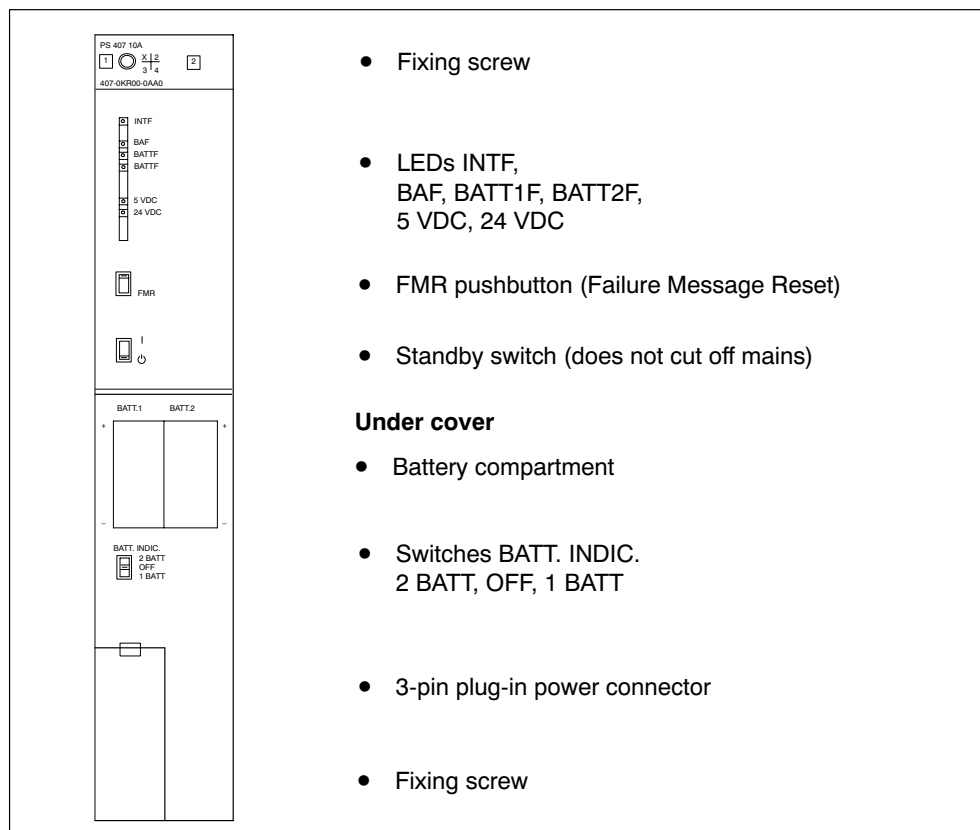 PS 407 10A
1 X 2 2
3 4
407-0KR00-0AA0
INTF
BAF
BATTF
BATTF
5 VDC
24 VDC
FMR
I
BATT.1 BATT.2
+ +
– –
BATT. INDIC.
2 BATT
OFF
1 BATT
• Fixing screw
• LEDs INTF,
BAF, BATT1F, BATT2F,
5 VDC, 24 VDC
• FMR pushbutton (Failure Message Reset)
• Standby switch (does not cut off mains)
Under cover
• Battery compartment
• Switches BATT. INDIC.
2 BATT, OFF, 1 BATT
• 3-pin plug-in power connector
• Fixing screw